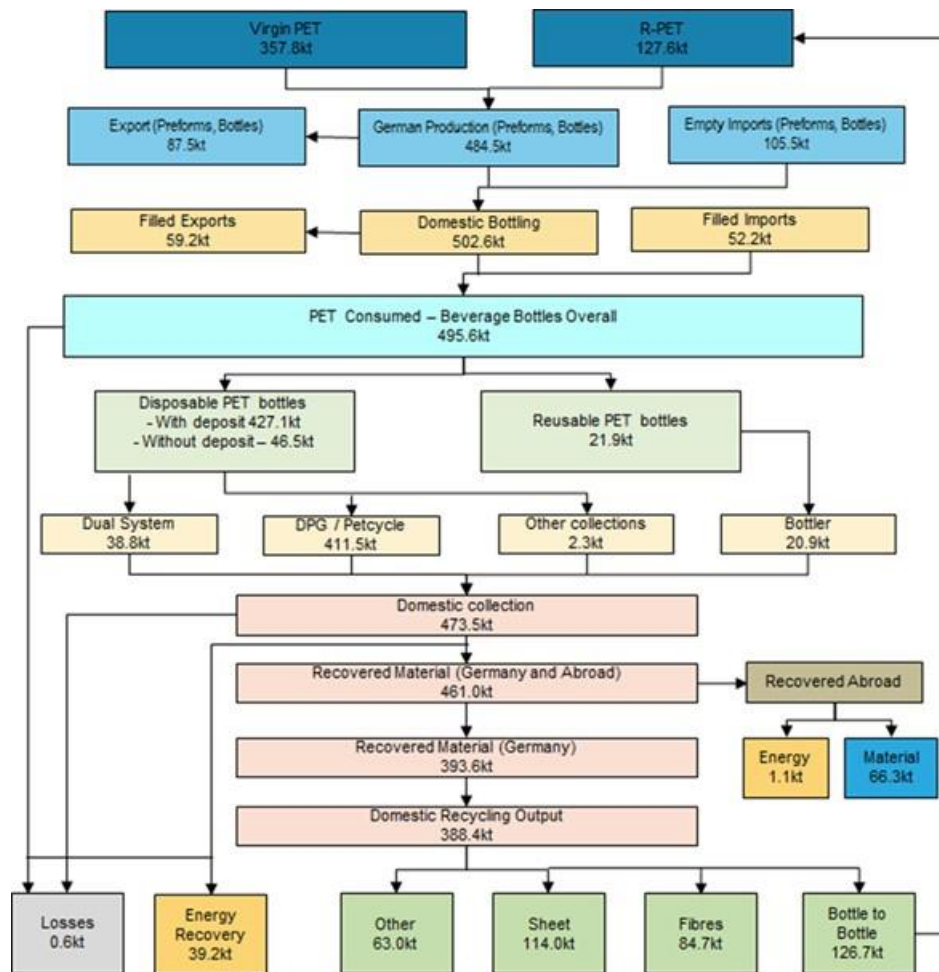 Virgin PET
357.8kt
R-PET
127.6kt
Export (Preforms, Bottles)
87.5kt
German Production (Preforms, Bottles)
484.5kt
Empty Imports (Preforms, Bottles)
105.5kt
Filled Exports
59.2kt
Domestic Bottling
502.6kt
Filled Imports
52.2kt
PET Consumed – Beverage Bottles Overall
495.6kt
Disposable PET bottles
- With deposit 427.1kt
- Without deposit – 46.5kt
Reusable PET bottles
21.9kt
Dual System
38.8kt
DPG / Petcycle
411.5kt
Other collections
2.3kt
Bottler
20.9kt
Domestic collection
473.5kt
Recovered Material (Germany and Abroad)
461.0kt
Recovered Abroad
Recovered Material (Germany)
393.6kt
Energy
1.1kt
Material
66.3kt
Domestic Recycling Output
388.4kt
Losses
0.6kt
Energy
Recovery
39.2kt
Other
63.0kt
Sheet
114.0kt
Fibres
84.7kt
Bottle to
Bottle
126.7kt